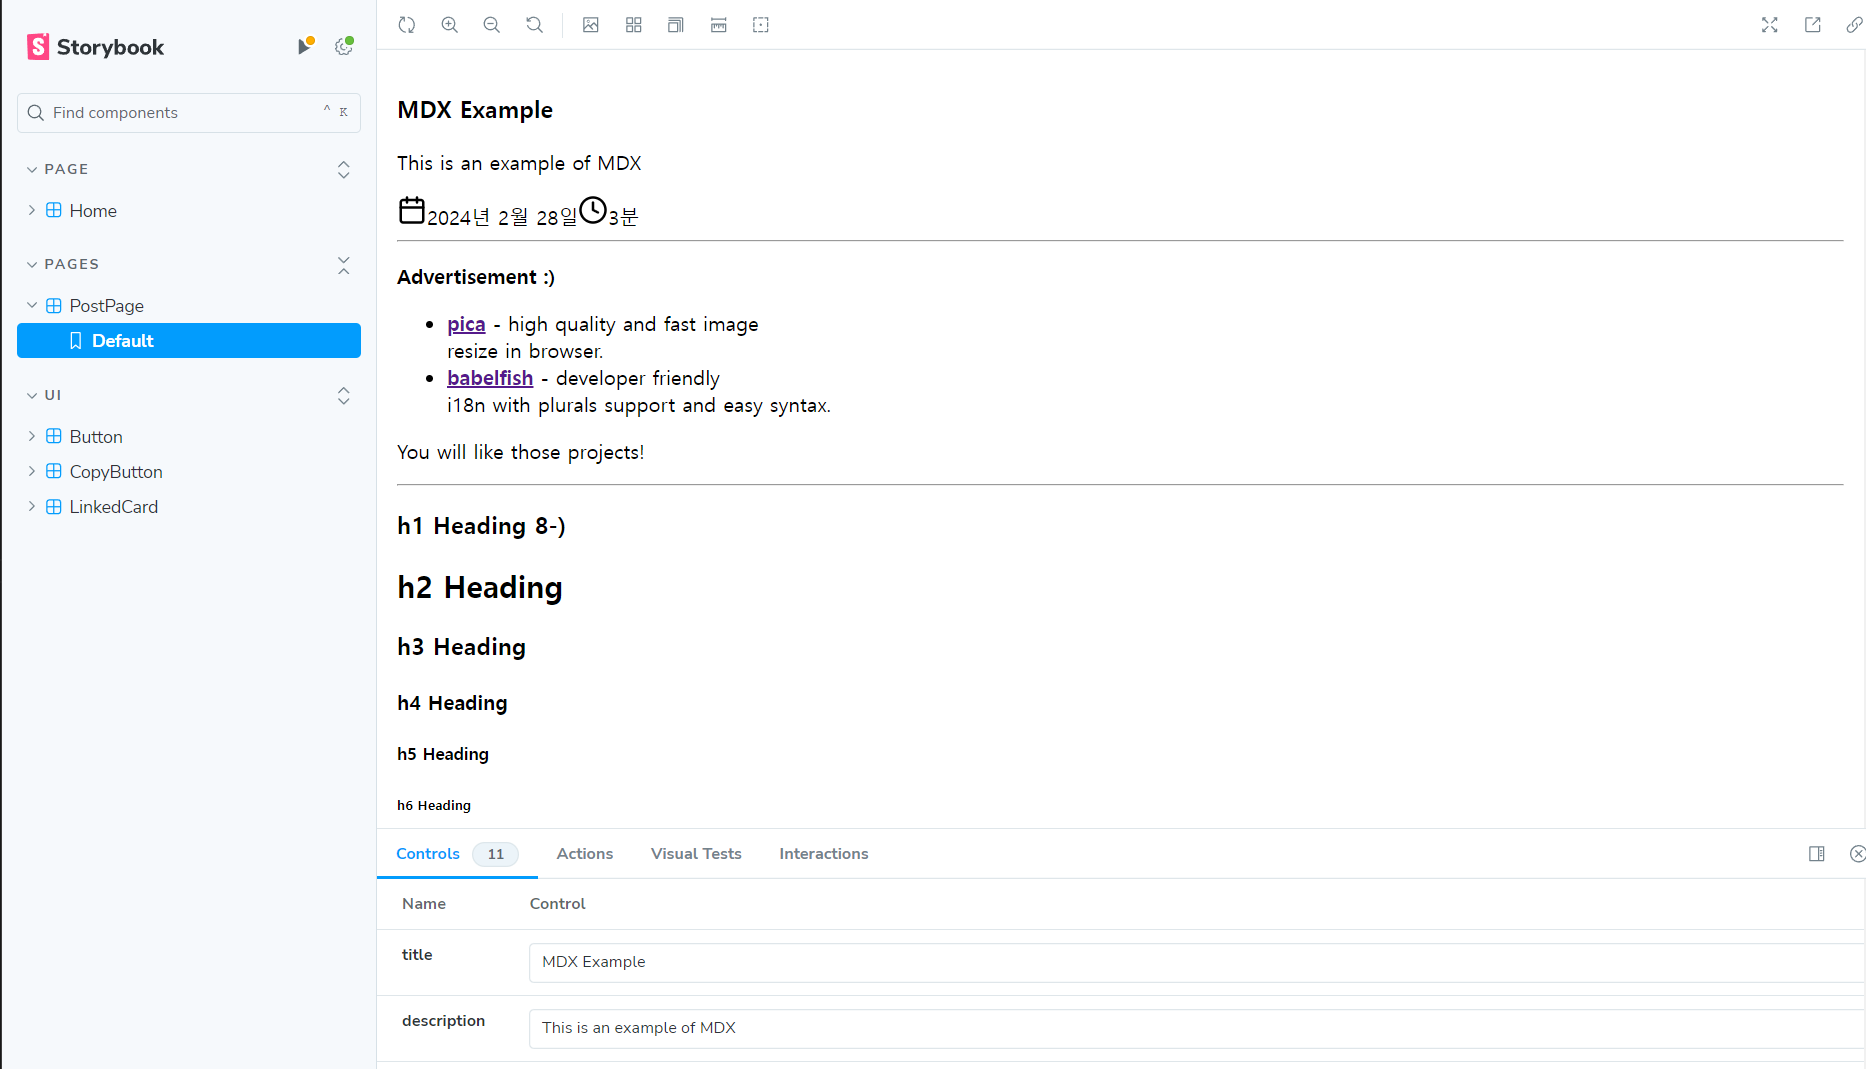 Storybook
Find components
^ K
PAGE
Home
PAGES
PostPage
Default
UI
Button
CopyButton
LinkedCard
MDX Example
This is an example of MDX
2024년 2월 28일 3분
Advertisement :)
pica - high quality and fast image
resize in browser.
babelfish - developer friendly
i18n with plurals support and easy syntax.
You will like those projects!
h1 Heading 8-)
h2 Heading
h3 Heading
h4 Heading
h5 Heading
h6 Heading
Controls 11 Actions Visual Tests Interactions
Name Control
title MDX Example
description This is an example of MDX